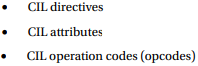 • CIL directives
• CIL attributes
• CIL operation codes (opcodes)